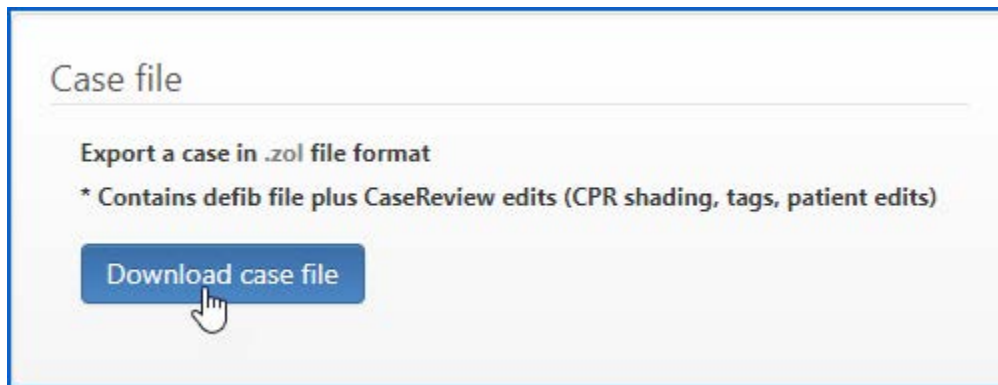 Case file
Export a case in .zol file format
* Contains defib file plus CaseReview edits (CPR shading, tags, patient edits)
Download case file